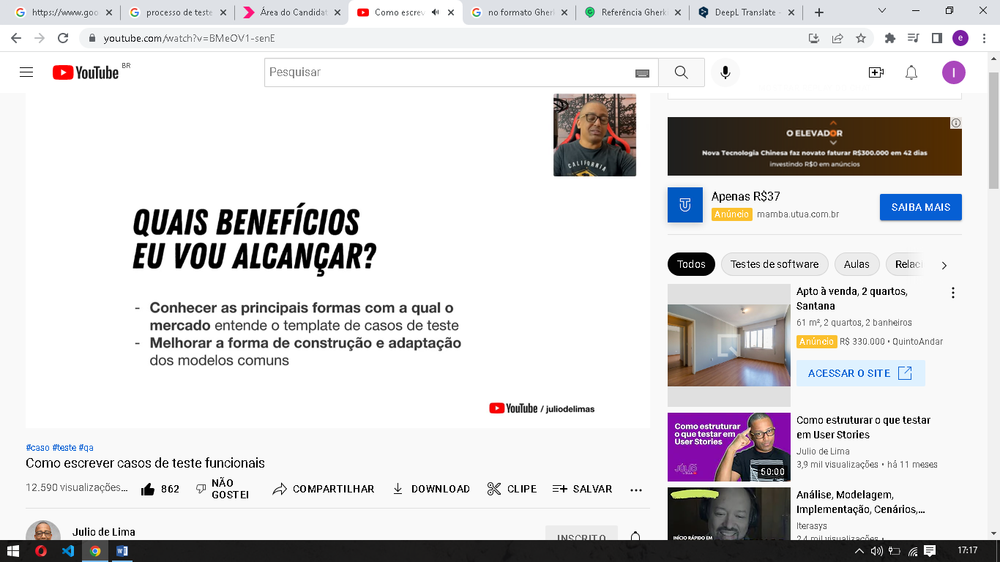 https://www.goo
processo de teste
Área do Candidat
Como escrev
no formato Gherk
Referência Gherk
DeepL Translate -
youtube.com/watch?v=BMeOV1-senE
e
YouTube
BR
Pesquisar
I
CALIFORNIA
QUAIS BENEFÍCIOS
EU VOU ALCANÇAR?
- Conhecer as principais formas com a qual o
mercado entende o template de casos de teste
- Melhorar a forma de construção e adaptação
dos modelos comuns
YouTube / juliodelimas
#caso #teste #qa
Como escrever casos de teste funcionais
12.590 visualizações...
862
NÃO
GOSTEI
COMPARTILHAR
DOWNLOAD
CLIPE
SALVAR
Julio de Lima
INSCRITO
O ELEVADOR
Nova Tecnologia Chinesa faz novato faturar R$300.000 em 42 dias
investindo R$0 em anúncios
Apenas R$37
Anúncio mamba.utua.com.br
SAIBA MAIS
Todos
Testes de software
Aulas
Relaci
Apto à venda, 2 quartos,
Santana
61 m², 2 quartos, 2 banheiros
Anúncio R$ 330.000 • QuintoAndar
ACESSAR O SITE
Como estruturar
o que testar em
User Stories
50:00
Como estruturar o que testar
em User Stories
Julio de Lima
3,9 mil visualizações • há 11 meses
INÍCIO RÁPIDO EM
Análise, Modelagem,
Implementação, Cenários,...
Iterasys
2,4 mil visualizações •
17:17